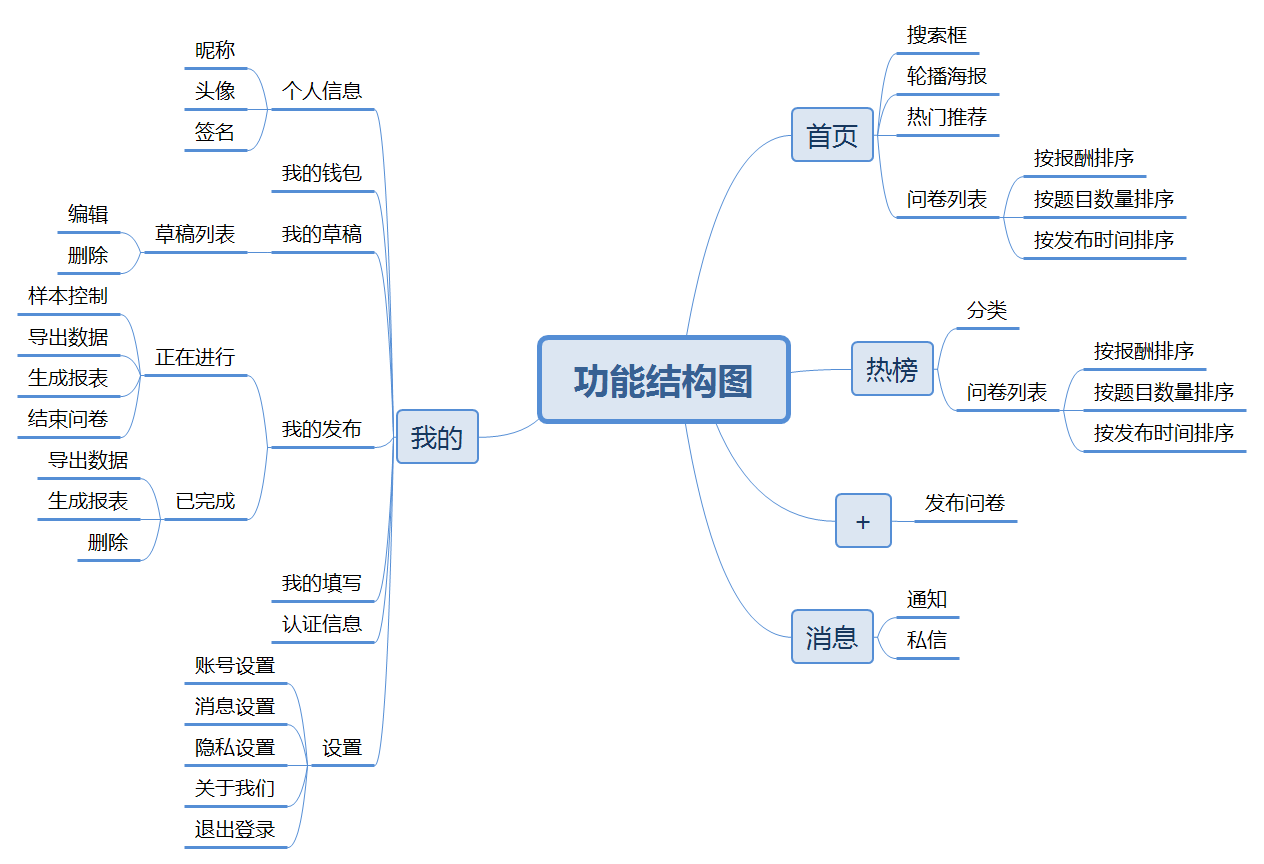 功能结构图
首页
搜索框
轮播海报
热门推荐
问卷列表
按报酬排序
按题目数量排序
按发布时间排序
热榜
分类
问卷列表
按报酬排序
按题目数量排序
按发布时间排序
+
发布问卷
消息
通知
私信
我的
个人信息
昵称
头像
签名
我的钱包
我的草稿
草稿列表
编辑
删除
我的发布
正在进行
样本控制
导出数据
生成报表
结束问卷
已完成
导出数据
生成报表
删除
我的填写
认证信息
设置
账号设置
消息设置
隐私设置
关于我们
退出登录